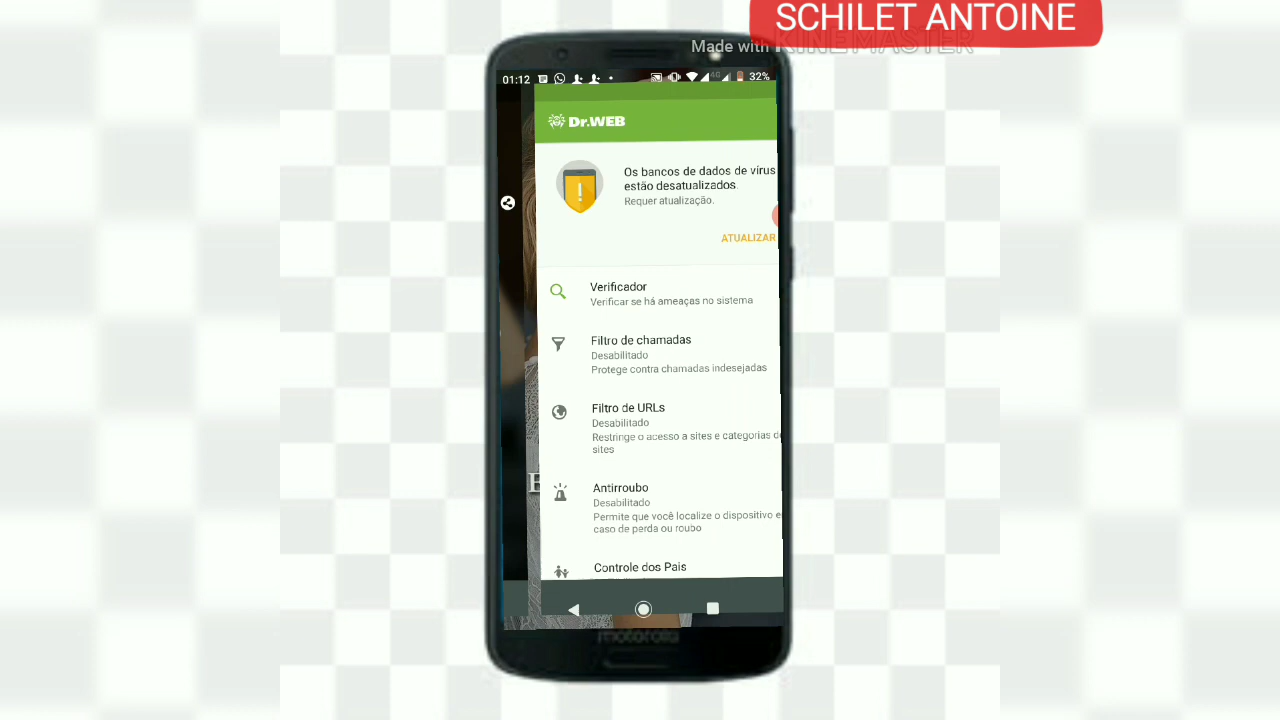 SCHILET ANTOINE
Made with KINEMASTER
01:12
4G
32%
Dr.WEB
Os bancos de dados de vírus
estão desatualizados.
Requer atualização.
ATUALIZAR
Verificador
Verificar se há ameaças no sistema
Filtro de chamadas
Desabilitado
Protege contra chamadas indesejadas
Filtro de URLs
Desabilitado
Restringe o acesso a sites e categorias de
sites
Antirroubo
Desabilitado
Permite que você localize o dispositivo e
caso de perda ou roubo
Controle dos Pais
motorola